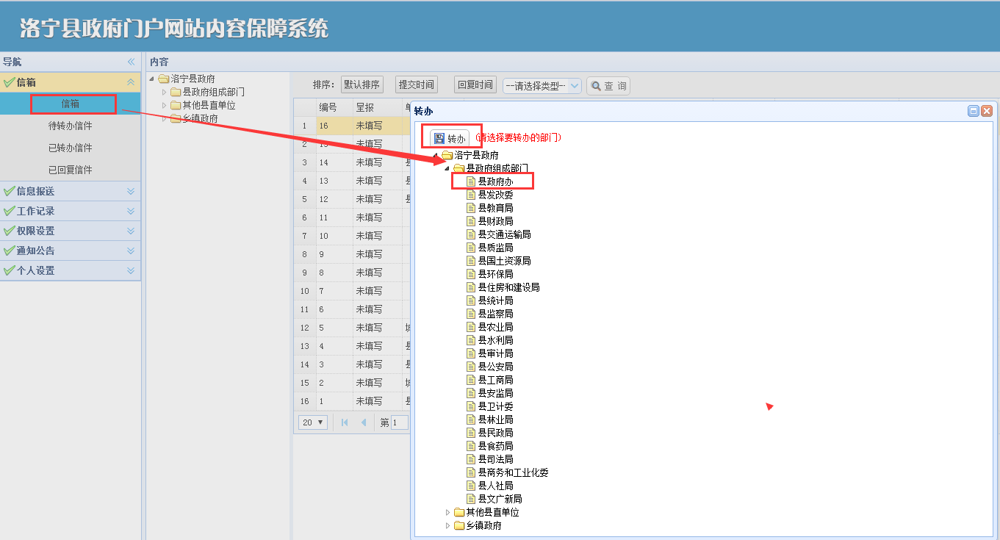 洛宁县政府门户网站内容保障系统
导航
信箱
信箱
待转办信件
已转办信件
已回复信件
信息报送
工作记录
权限设置
通知公告
个人设置
内容
洛宁县政府
县政府组成部门
其他县直单位
乡镇政府
排序： 默认排序 提交时间 回复时间 --请选择类型-- 查 询
编号 呈报
1 16 未填写
2 15 未填写
3 14 未填写
4 13 未填写
5 12 未填写
6 11 未填写
7 10 未填写
8 9 未填写
9 8 未填写
10 7 未填写
11 6 未填写
12 5 未填写
13 4 未填写
14 3 未填写
15 2 未填写
16 1 未填写
20 第 1
转办
转办 （请选择要转办的部门）
洛宁县政府
县政府组成部门
县政府办
县发改委
县教育局
县财政局
县交通运输局
县质监局
县国土资源局
县环保局
县住房和建设局
县统计局
县监察局
县农业局
县水利局
县审计局
县公安局
县工商局
县安监局
县卫计委
县林业局
县民政局
县食药局
县司法局
县商务和工业化委
县人社局
县文广新局
其他县直单位
乡镇政府